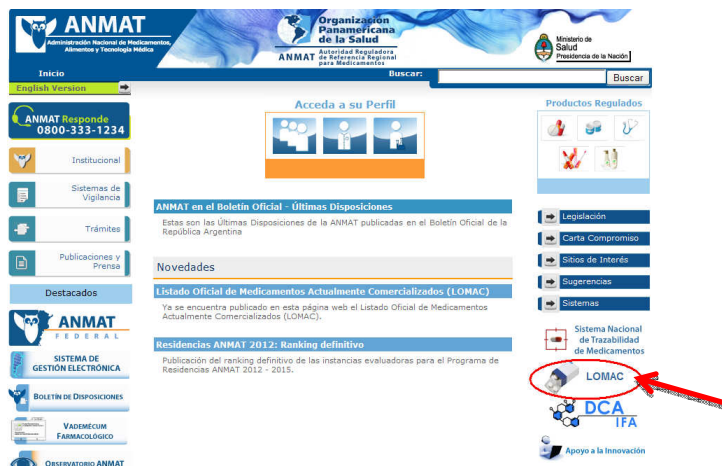 ANMAT
Administración Nacional de Medicamentos,
Alimentos y Tecnología Médica
Organización
Panamericana
de la Salud
ANMAT
Autoridad Reguladora
de Referencia Regional
para Medicamentos
Ministerio de
Salud
Presidencia de la Nación
Inicio
Buscar:
Buscar
English Version
ANMAT Responde
0800-333-1234
Institucional
Sistemas de
Vigilancia
Trámites
Publicaciones y
Prensa
Destacados
ANMAT
FEDERAL
SISTEMA DE
GESTIÓN ELECTRÓNICA
BOLETÍN DE DISPOSICIONES
VADEMÉCUM
FARMACOLÓGICO
OBSERVATORIO ANMAT
Acceda a su Perfil
ANMAT en el Boletín Oficial - Últimas Disposiciones
Estas son las Últimas Disposiciones de la ANMAT publicadas en el Boletín Oficial de la
República Argentina
Novedades
Listado Oficial de Medicamentos Actualmente Comercializados (LOMAC)
Ya se encuentra publicado en esta página web el Listado Oficial de Medicamentos
Actualmente Comercializados (LOMAC).
Residencias ANMAT 2012: Ranking definitivo
Publicación del ranking definitivo de las instancias evaluadoras para el Programa de
Residencias ANMAT 2012 - 2015.
Productos Regulados
Legislación
Carta Compromiso
Sitios de Interés
Sugerencias
Sistemas
Sistema Nacional
de Trazabilidad
de Medicamentos
LOMAC
DCA
IFA
Apoyo a la Innovación